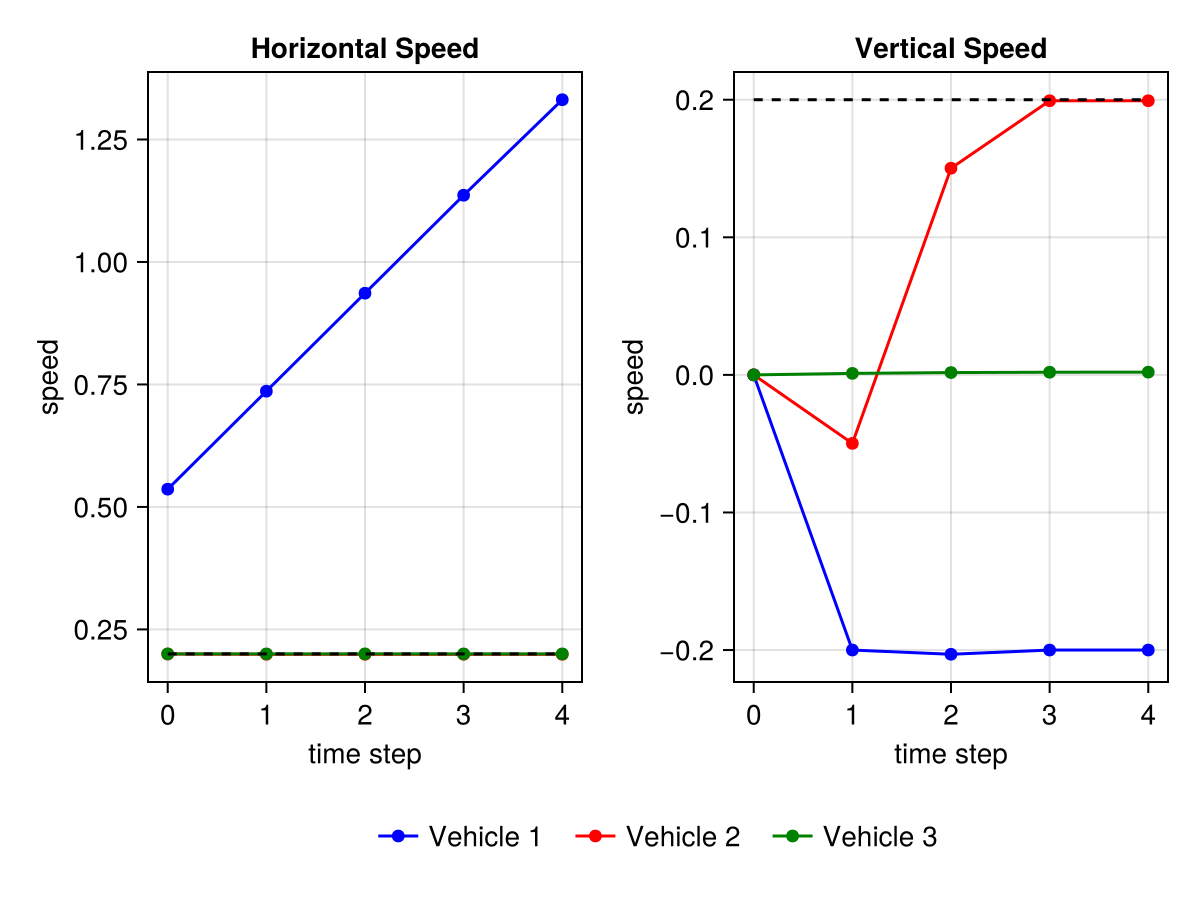 Horizontal Speed
speed
1.25
1.00
0.75
0.50
0.25
0 1 2 3 4
time step
Vertical Speed
speed
0.2
0.1
0.0
−0.1
−0.2
0 1 2 3 4
time step
Vehicle 1 Vehicle 2 Vehicle 3